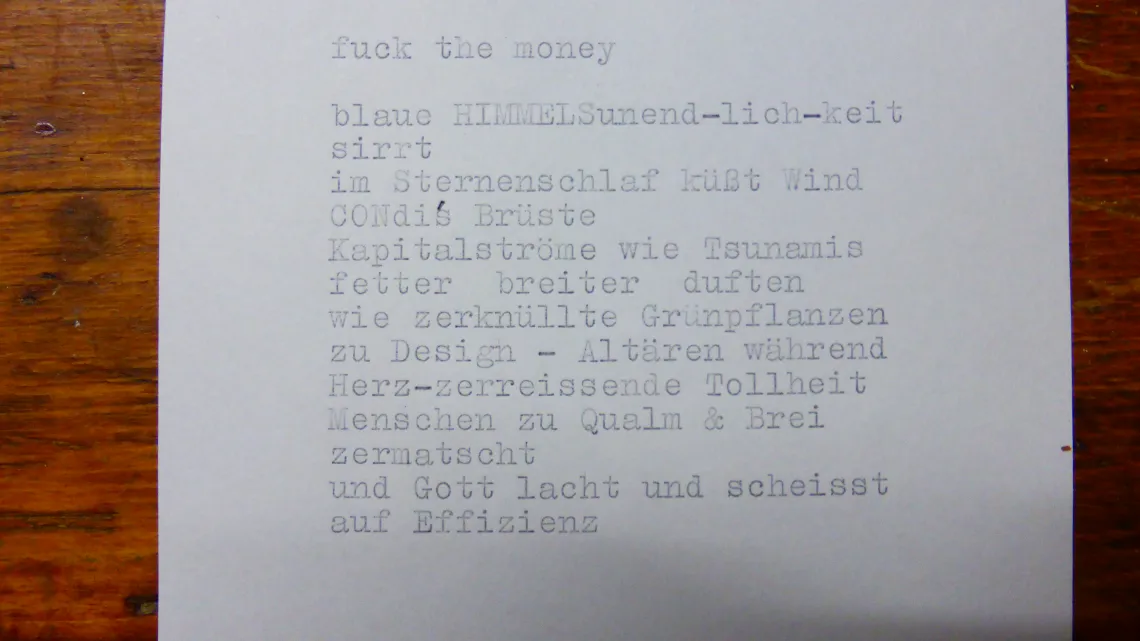 fuck the money
blaue HIMMELSunend-lich-keit
sirrt
im Sternenschlaf küßt Wind
CONdi's Brüste
Kapitalströme wie Tsunamis
fetter breiter duften
wie zerknüllte Grünpflanzen
zu Design - Altären während
Herz-zerreissende Tollheit
Menschen zu Qualm & Brei
zermatscht
und Gott lacht und scheisst
auf Effizienz